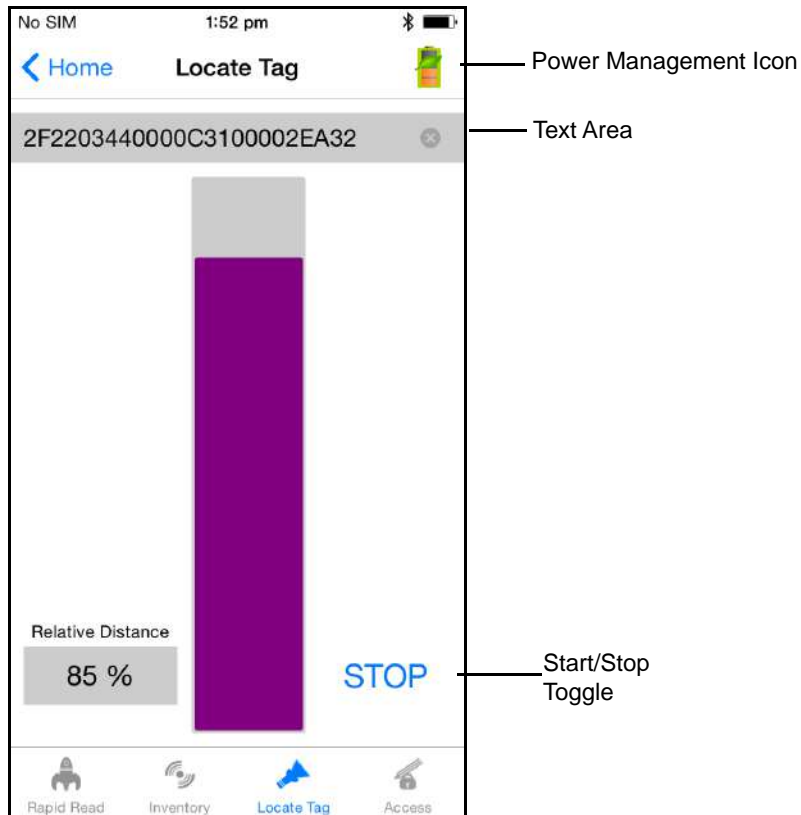 No SIM 1:52 pm
Home Locate Tag
Power Management Icon
2F2203440000C3100002EA32
Text Area
Relative Distance
85 %
STOP
Start/Stop
Toggle
Rapid Read Inventory Locate Tag Access